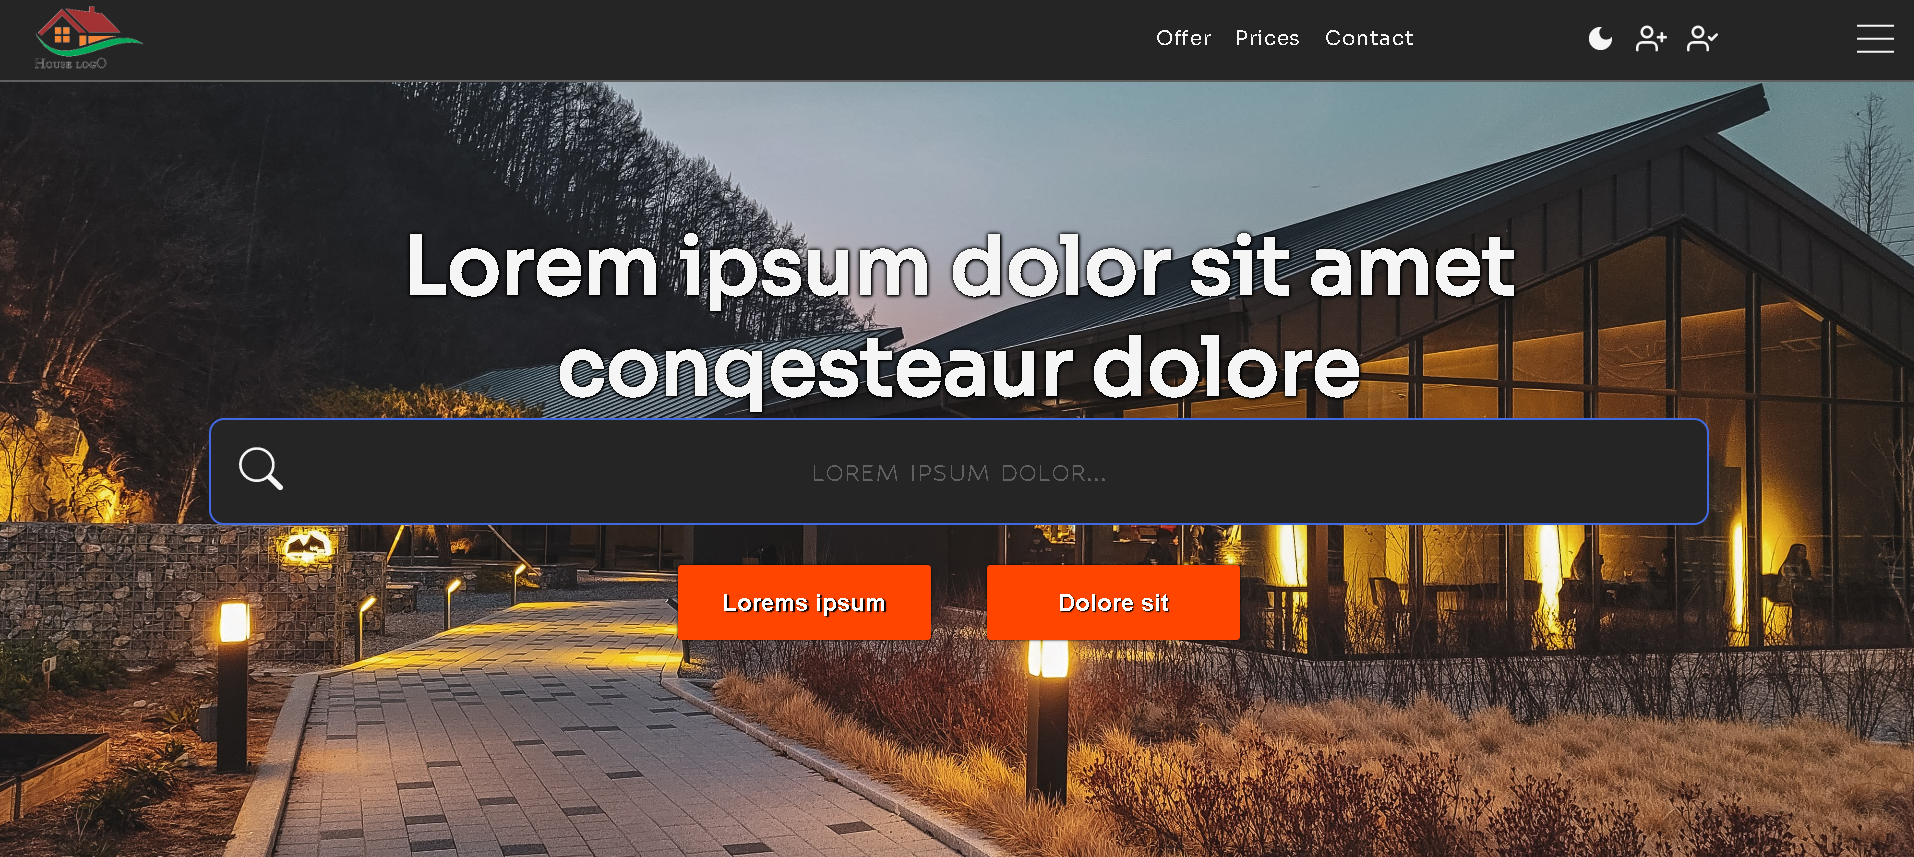 House logO
Offer Prices Contact
Lorem ipsum dolor sit amet
conqesteaur dolore
LOREM IPSUM DOLOR...
Lorems ipsum
Dolore sit